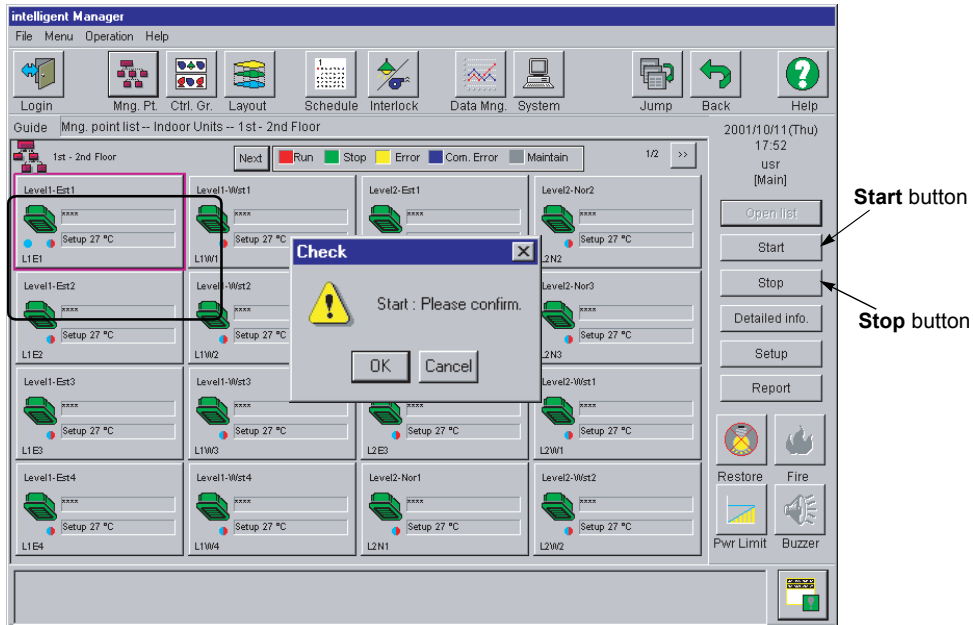 intelligent Manager
File Menu Operation Help
Login Mng. Pt. Ctrl. Gr. Layout Schedule Interlock Data Mng. System Jump Back Help
Guide Mng. point list -- Indoor Units -- 1st - 2nd Floor
2001/10/11(Thu)
17:52
usr
[Main]
1st - 2nd Floor Next Run Stop Error Com. Error Maintain 1/2 >>
Level1-Est1 Level1-Wst1 Level2-Est1 Level2-Nor2
**** **** **** ****
Setup 27 °C Setup 27 °C Setup 27 °C
L1E1 L1W1 L2N2
Level1-Est2 Level1-Wst2 Level2-Nor3
**** **** ****
Setup 27 °C Setup 27 °C Setup 27 °C
L1E2 L1W2 L2N3
Level1-Est3 Level1-Wst3 Level2-Wst1
**** **** ****
Setup 27 °C Setup 27 °C Setup 27 °C Setup 27 °C
L1E3 L1W3 L2E3 L2W1
Level1-Est4 Level1-Wst4 Level2-Nor1 Level2-Wst2
**** **** **** ****
Setup 27 °C Setup 27 °C Setup 27 °C Setup 27 °C
L1E4 L1W4 L2N1 L2W2
Check
Start : Please confirm.
OK Cancel
Open list
Start
Stop
Detailed info.
Setup
Report
Restore Fire
Pwr Limit Buzzer
Start button
Stop button